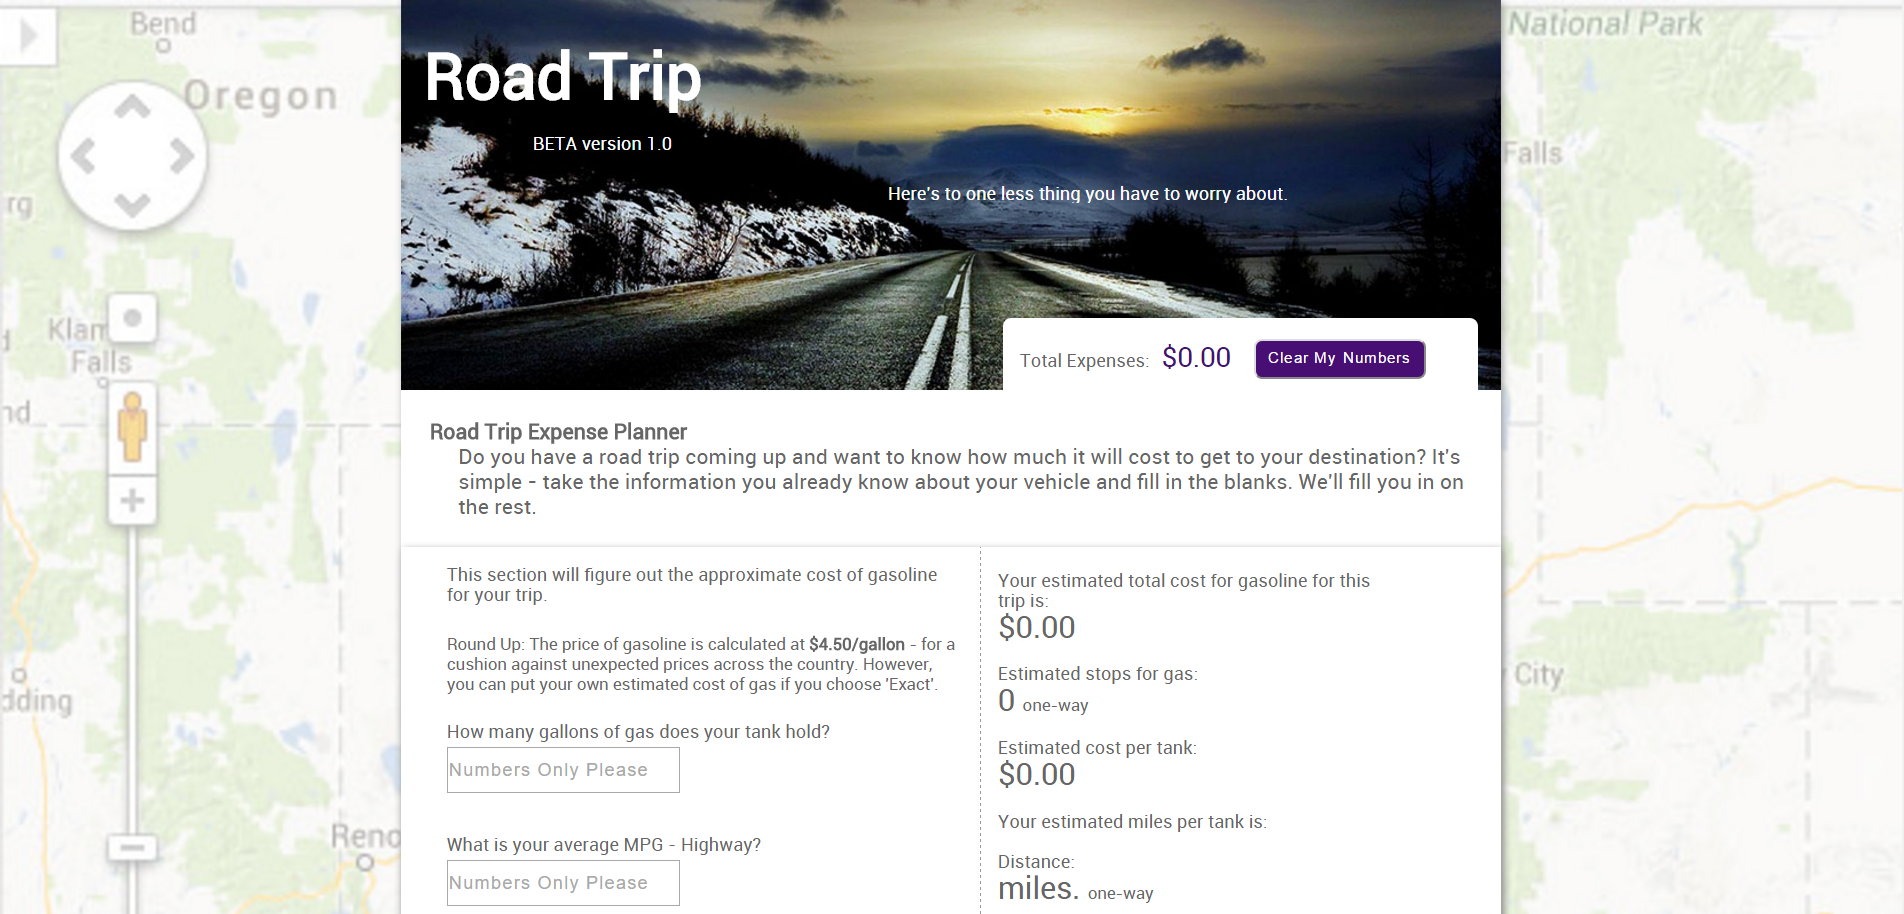 Bend
Oregon
National Park
Road Trip
BETA version 1.0
Falls
Here's to one less thing you have to worry about.
rg
Klam
Falls
Total Expenses: $0.00 Clear My Numbers
nd
Road Trip Expense Planner
Do you have a road trip coming up and want to know how much it will cost to get to your destination? It's
simple - take the information you already know about your vehicle and fill in the blanks. We'll fill you in on
the rest.
This section will figure out the approximate cost of gasoline
for your trip.
Round Up: The price of gasoline is calculated at $4.50/gallon - for a
cushion against unexpected prices across the country. However,
you can put your own estimated cost of gas if you choose 'Exact'.
How many gallons of gas does your tank hold?
Numbers Only Please
What is your average MPG - Highway?
Numbers Only Please
Your estimated total cost for gasoline for this
trip is:
$0.00
Estimated stops for gas:
0 one-way
Estimated cost per tank:
$0.00
Your estimated miles per tank is:
Distance:
miles. one-way
City
dding
Reno